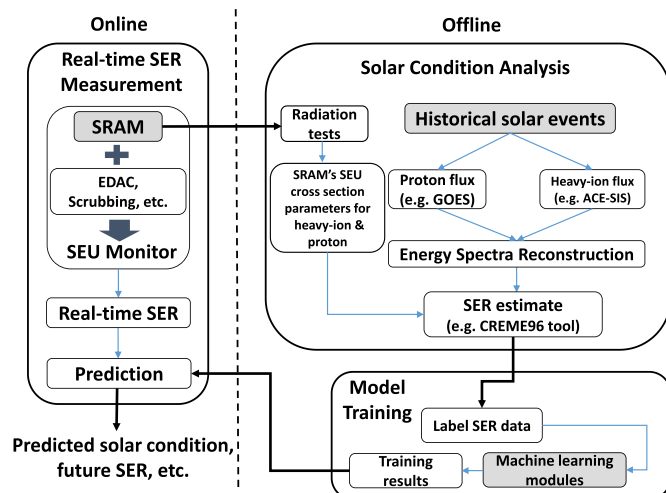 Online
Offline
Real-time SER
Measurement
SRAM
EDAC,
Scrubbing, etc.
SEU Monitor
Real-time SER
Prediction
Predicted solar condition,
future SER, etc.
Solar Condition Analysis
Radiation
tests
Historical solar events
SRAM's SEU
cross section
parameters for
heavy-ion &
proton
Proton flux
(e.g. GOES)
Heavy-ion flux
(e.g. ACE-SIS)
Energy Spectra Reconstruction
SER estimate
(e.g. CREME96 tool)
Model
Training
Label SER data
Training
results
Machine learning
modules